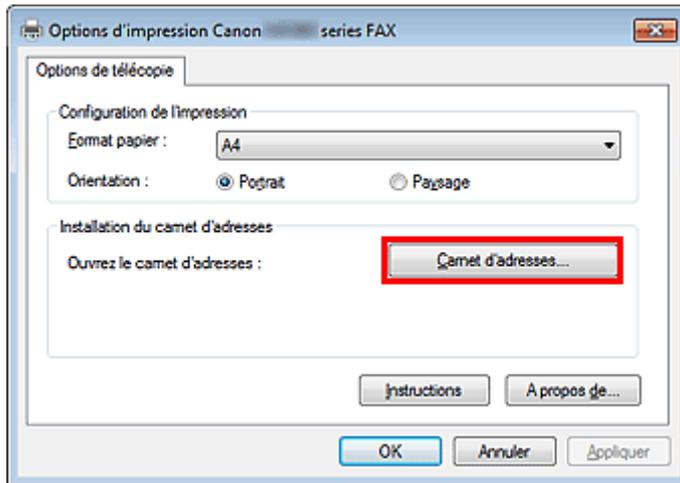 Options d'impression Canon series FAX
Options de télécopie
Configuration de l'impression
Format papier :
A4
Orientation :
Portrait
Paysage
Installation du carnet d'adresses
Ouvrez le carnet d'adresses :
Carnet d'adresses...
Instructions
A propos de...
OK
Annuler
Appliquer